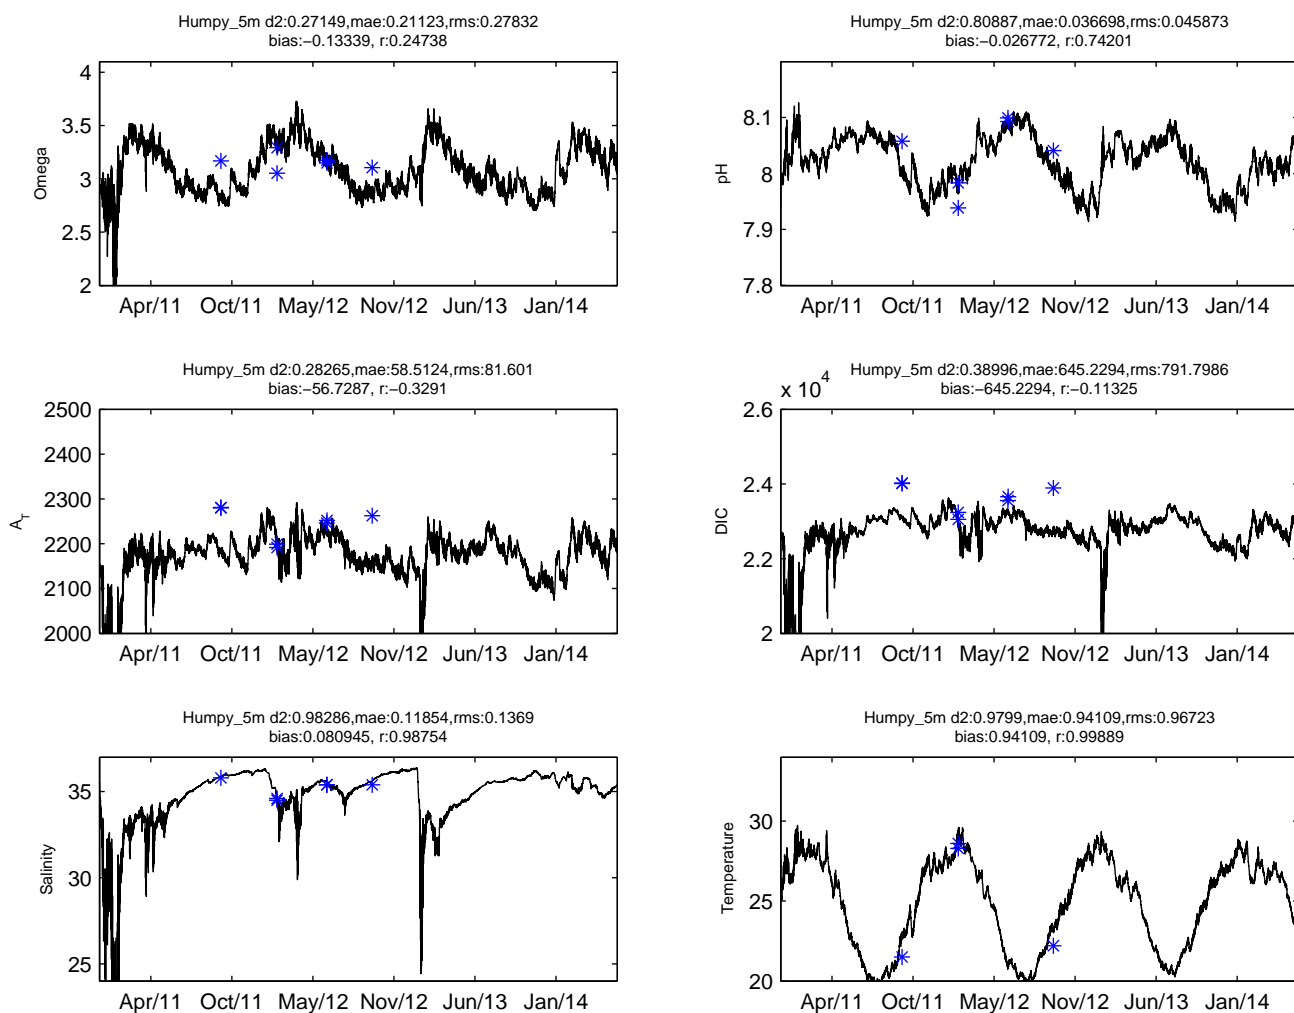 Humpy_5m d2:0.27149,mae:0.21123,rms:0.27832
bias:−0.13339, r:0.24738
4
3.5
3
2.5
2
Omega
Apr/11 Oct/11 May/12 Nov/12 Jun/13 Jan/14
Humpy_5m d2:0.80887,mae:0.036698,rms:0.045873
bias:−0.026772, r:0.74201
8.1
8
7.9
7.8
pH
Apr/11 Oct/11 May/12 Nov/12 Jun/13 Jan/14
Humpy_5m d2:0.28265,mae:58.5124,rms:81.601
bias:−56.7287, r:−0.3291
2500
2400
2300
2200
2100
2000
A_T
Apr/11 Oct/11 May/12 Nov/12 Jun/13 Jan/14
Humpy_5m d2:0.38996,mae:645.2294,rms:791.7986
bias:−645.2294, r:−0.11325
x 10^4
2.6
2.4
2.2
2
DIC
Apr/11 Oct/11 May/12 Nov/12 Jun/13 Jan/14
Humpy_5m d2:0.98286,mae:0.11854,rms:0.1369
bias:0.080945, r:0.98754
35
30
25
Salinity
Apr/11 Oct/11 May/12 Nov/12 Jun/13 Jan/14
Humpy_5m d2:0.9799,mae:0.94109,rms:0.96723
bias:0.94109, r:0.99889
30
25
20
Temperature
Apr/11 Oct/11 May/12 Nov/12 Jun/13 Jan/14